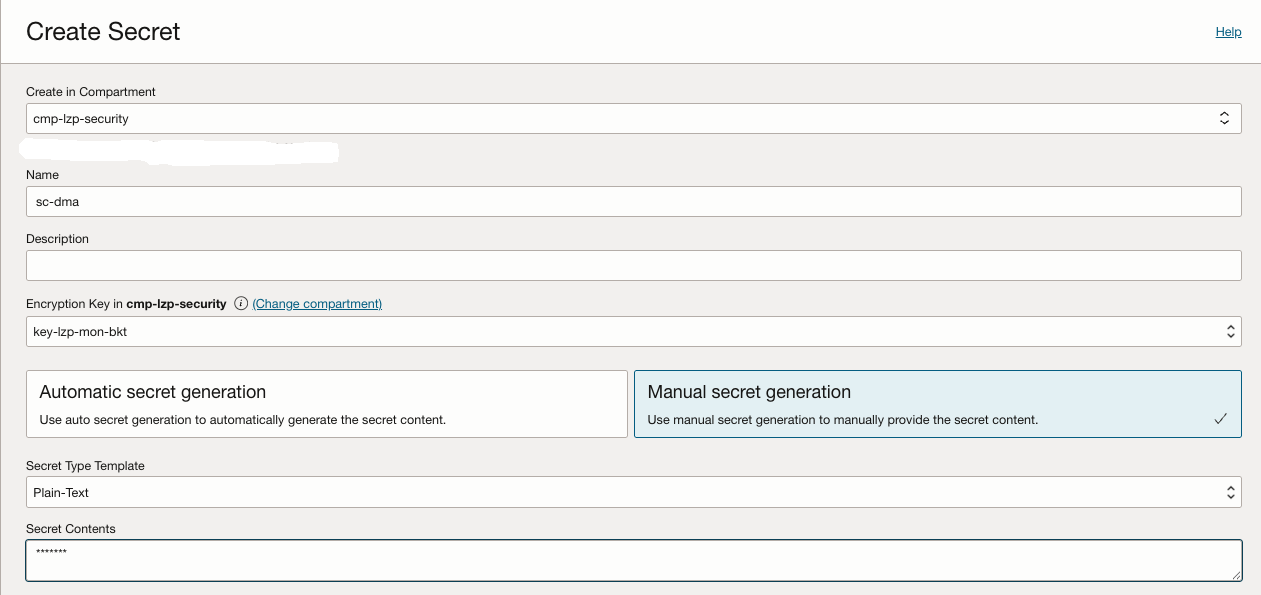 Create Secret
Help
Create in Compartment
cmp-lzp-security
Name
sc-dma
Description
Encryption Key in cmp-lzp-security (Change compartment)
key-lzp-mon-bkt
Automatic secret generation
Use auto secret generation to automatically generate the secret content.
Manual secret generation
Use manual secret generation to manually provide the secret content.
Secret Type Template
Plain-Text
Secret Contents
*******